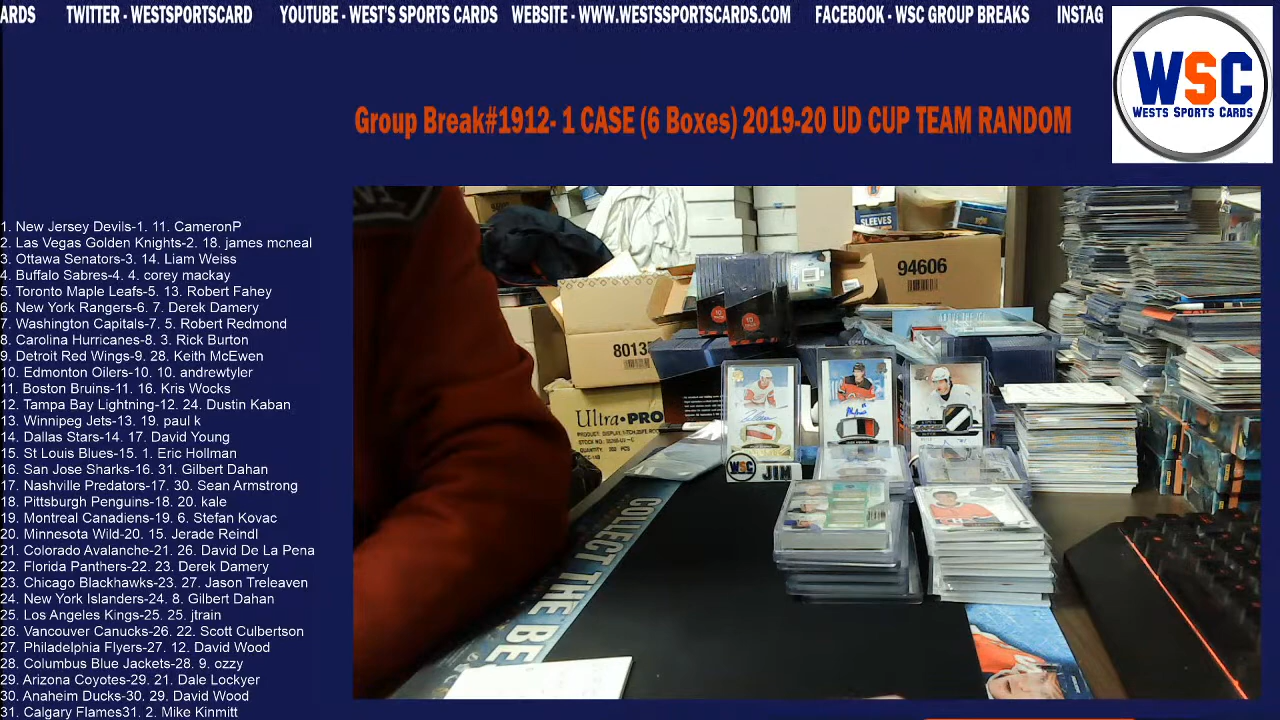 ARDS TWITTER - WESTSPORTSCARD YOUTUBE - WEST'S SPORTS CARDS WEBSITE - WWW.WESTSSPORTSCARDS.COM FACEBOOK - WSC GROUP BREAKS INSTAG
WSC
WESTS SPORTS CARDS
Group Break#1912- 1 CASE (6 Boxes) 2019-20 UD CUP TEAM RANDOM
1. New Jersey Devils-1. 11. CameronP
2. Las Vegas Golden Knights-2. 18. james mcneal
3. Ottawa Senators-3. 14. Liam Weiss
4. Buffalo Sabres-4. 4. corey mackay
5. Toronto Maple Leafs-5. 13. Robert Fahey
6. New York Rangers-6. 7. Derek Damery
7. Washington Capitals-7. 5. Robert Redmond
8. Carolina Hurricanes-8. 3. Rick Burton
9. Detroit Red Wings-9. 28. Keith McEwen
10. Edmonton Oilers-10. 10. andrewtyler
11. Boston Bruins-11. 16. Kris Wocks
12. Tampa Bay Lightning-12. 24. Dustin Kaban
13. Winnipeg Jets-13. 19. paul k
14. Dallas Stars-14. 17. David Young
15. St Louis Blues-15. 1. Eric Hollman
16. San Jose Sharks-16. 31. Gilbert Dahan
17. Nashville Predators-17. 30. Sean Armstrong
18. Pittsburgh Penguins-18. 20. kale
19. Montreal Canadiens-19. 6. Stefan Kovac
20. Minnesota Wild-20. 15. Jerade Reindl
21. Colorado Avalanche-21. 26. David De La Pena
22. Florida Panthers-22. 23. Derek Damery
23. Chicago Blackhawks-23. 27. Jason Treleaven
24. New York Islanders-24. 8. Gilbert Dahan
25. Los Angeles Kings-25. 25. jtrain
26. Vancouver Canucks-26. 22. Scott Culbertson
27. Philadelphia Flyers-27. 12. David Wood
28. Columbus Blue Jackets-28. 9. ozzy
29. Arizona Coyotes-29. 21. Dale Lockyer
30. Anaheim Ducks-30. 29. David Wood
31. Calgary Flames31. 2. Mike Kinmitt
SLEEVES
94606
8013
Ultra PRO
WSC JIM
COLLECT THE BE